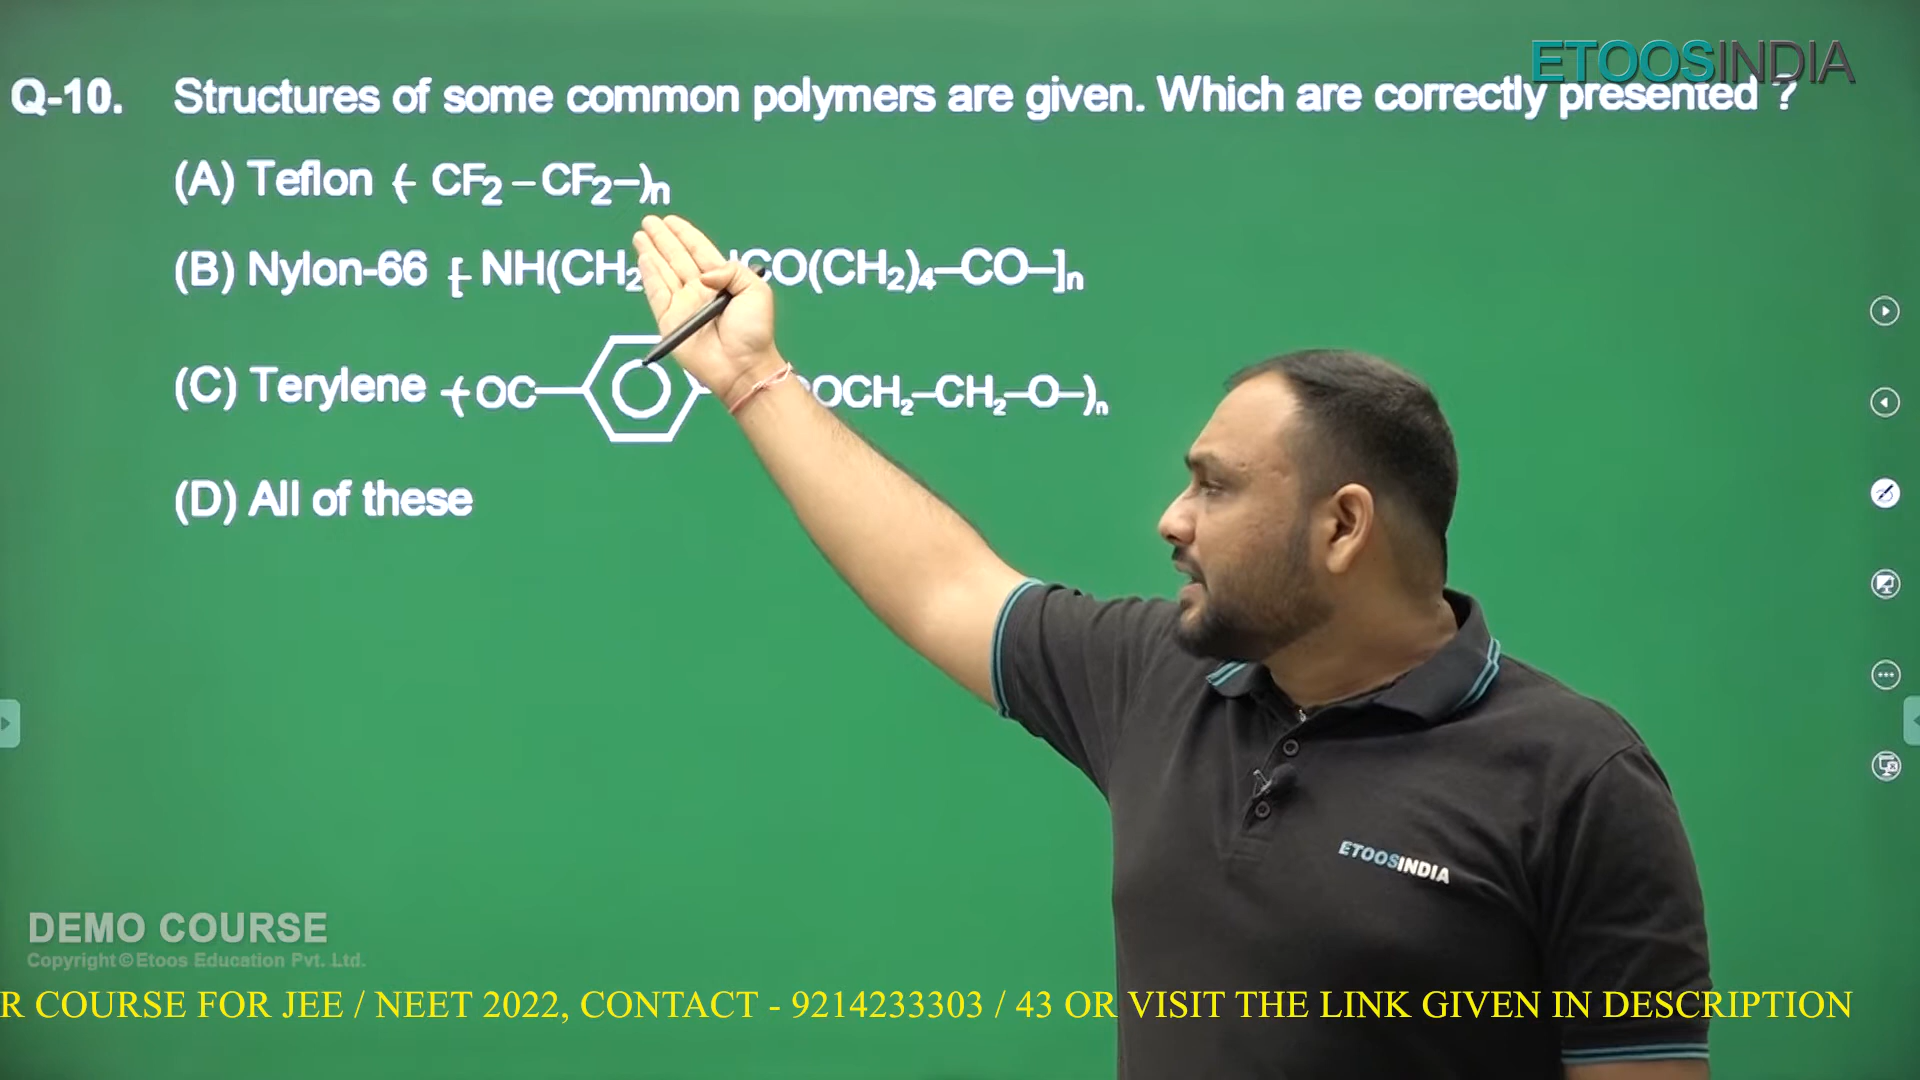 ETOOSINDIA
Q-10. Structures of some common polymers are given. Which are correctly presented ?
(A) Teflon -( CF2 – CF2–)n
(B) Nylon-66 -[ NH(CH2 CO(CH2)4–CO–]n
(C) Terylene -( OC– OCH2–CH2–O–)n
(D) All of these
ETOOSINDIA
DEMO COURSE
Copyright © Etoos Education Pvt. Ltd.
R COURSE FOR JEE / NEET 2022, CONTACT - 9214233303 / 43 OR VISIT THE LINK GIVEN IN DESCRIPTION